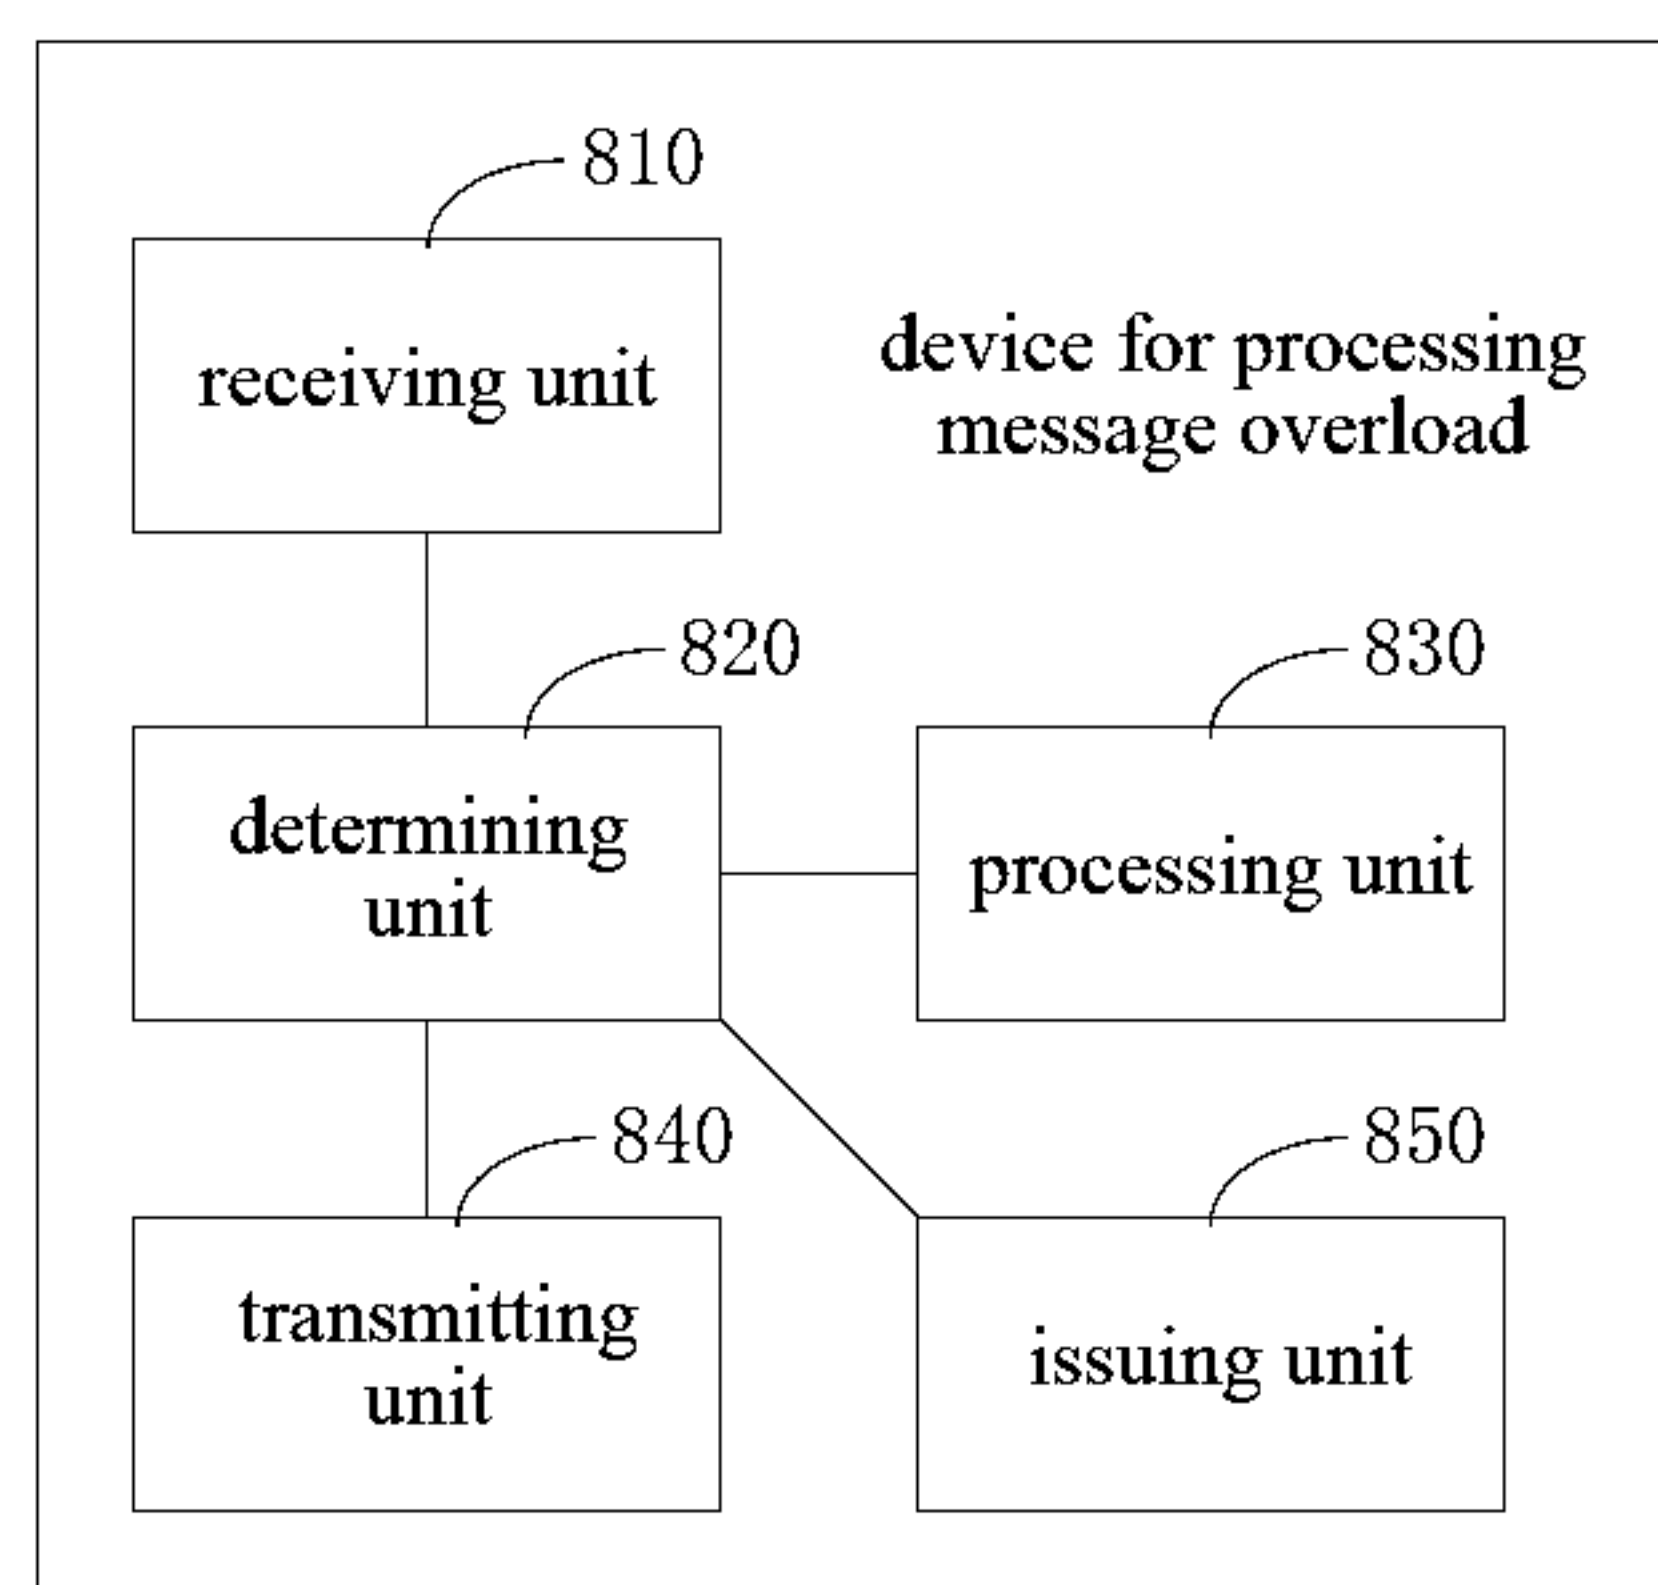 810
receiving unit
device for processing
message overload
820
830
determining
unit
processing unit
840
850
transmitting
unit
issuing unit